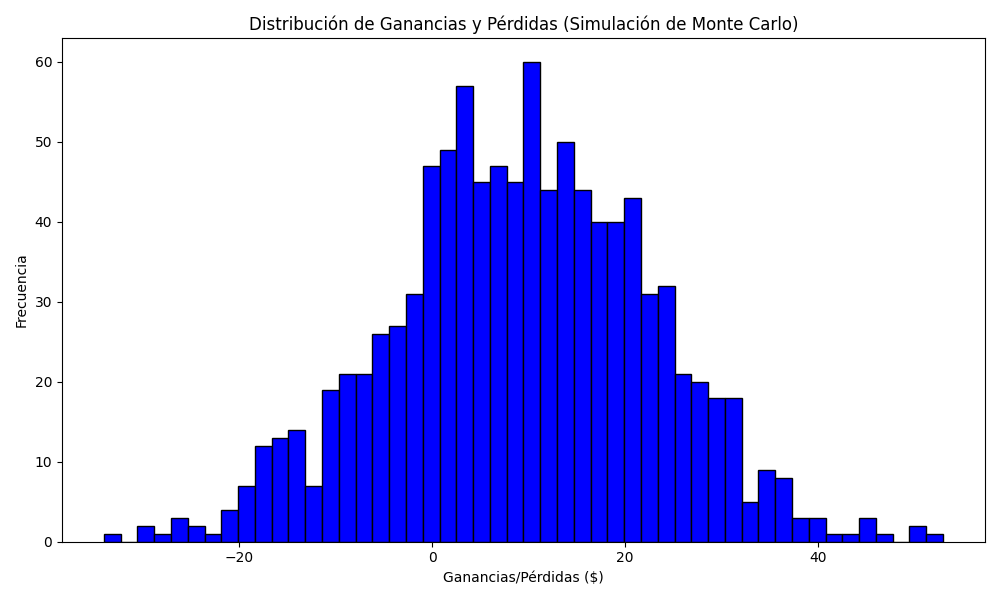 Distribución de Ganancias y Pérdidas (Simulación de Monte Carlo)
60
50
40
30
20
10
0
Frecuencia
−20 0 20 40
Ganancias/Pérdidas ($)